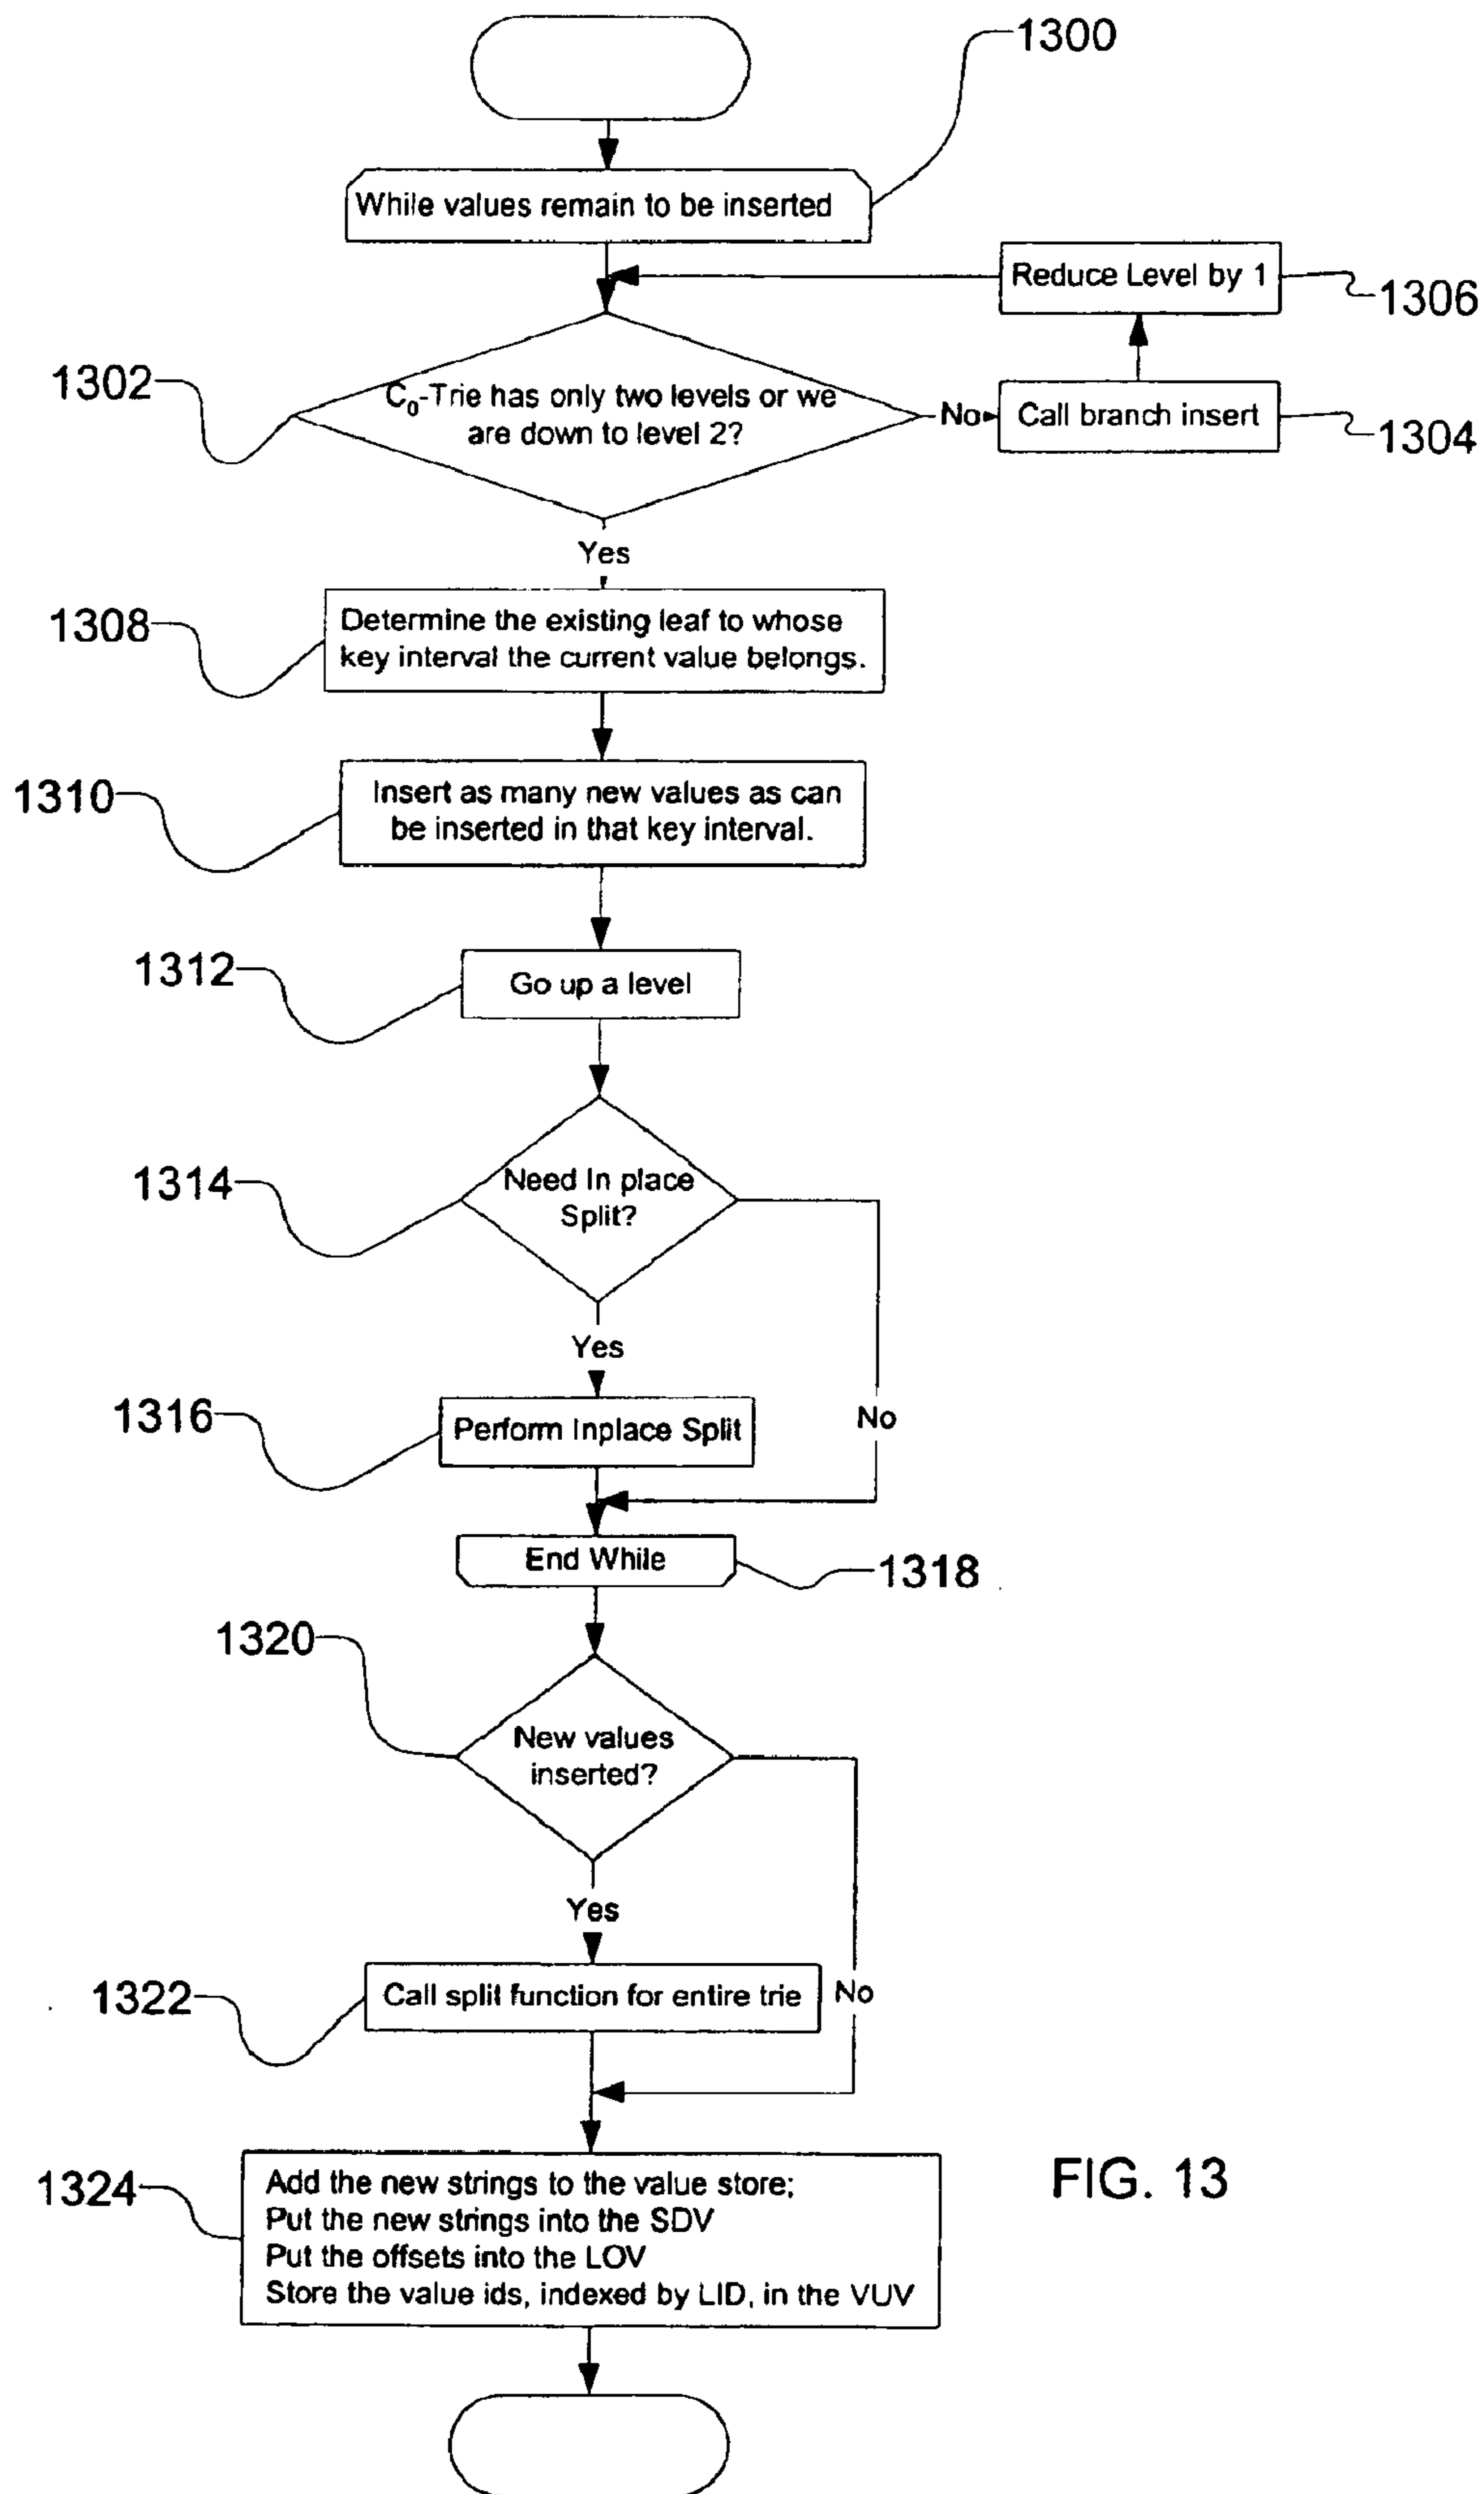 1300
While values remain to be inserted
Reduce Level by 1
1306
1302
C₀-Trie has only two levels or we
are down to level 2?
No
Call branch insert
1304
Yes
1308
Determine the existing leaf to whose
key interval the current value belongs.
1310
Insert as many new values as can
be inserted in that key interval.
1312
Go up a level
1314
Need In place
Split?
Yes
No
1316
Perform Inplace Split
End While
1318
1320
New values
inserted?
Yes
No
1322
Call split function for entire trie
1324
Add the new strings to the value store;
Put the new strings into the SDV
Put the offsets into the LOV
Store the value ids, indexed by LID, in the VUV
FIG. 13